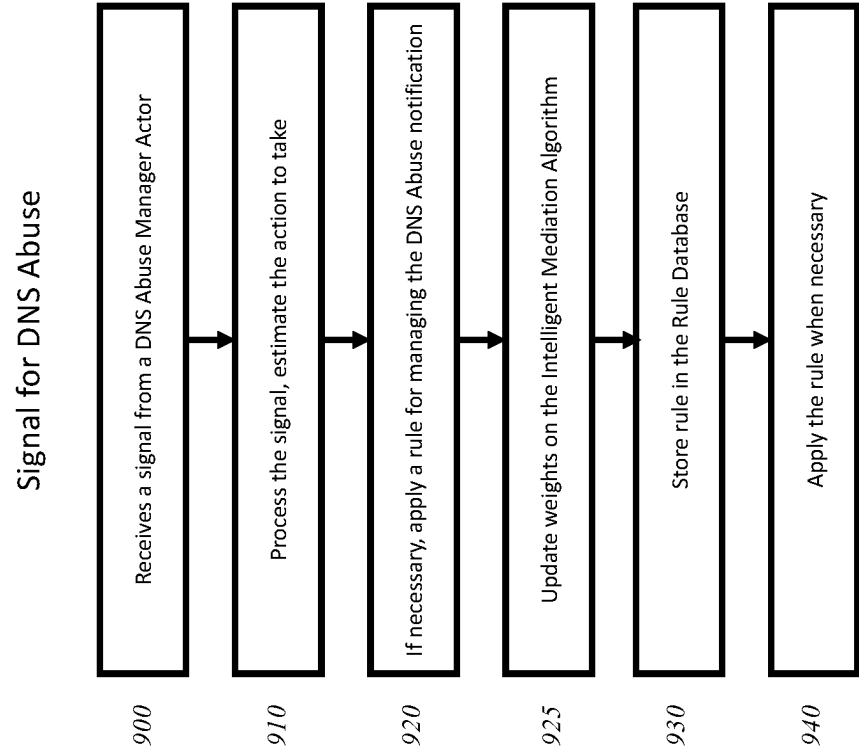 Signal for DNS Abuse
900
Receives a signal from a DNS Abuse Manager Actor
910
Process the signal, estimate the action to take
920
If necessary, apply a rule for managing the DNS Abuse notification
925
Update weights on the Intelligent Mediation Algorithm
930
Store rule in the Rule Database
940
Apply the rule when necessary